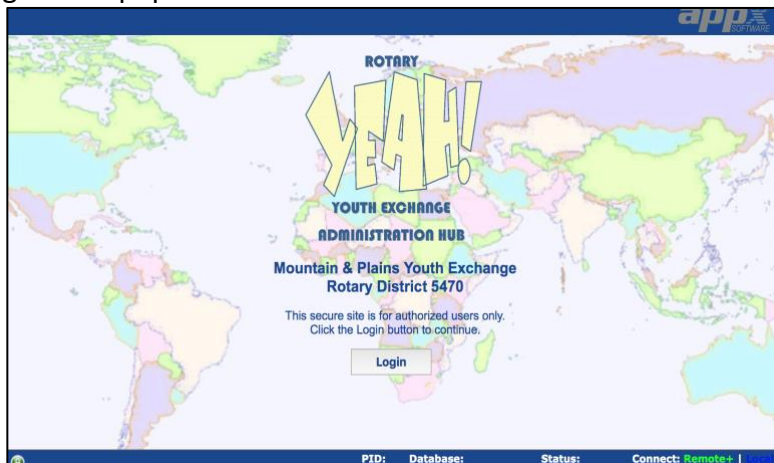 appx
SOFTWARE
ROTARY
YEAH!
YOUTH EXCHANGE
ADMINISTRATION HUB
Mountain & Plains Youth Exchange
Rotary District 5470
This secure site is for authorized users only.
Click the Login button to continue.
Login
PID: Database: Status: Connect: Remote+ | Local